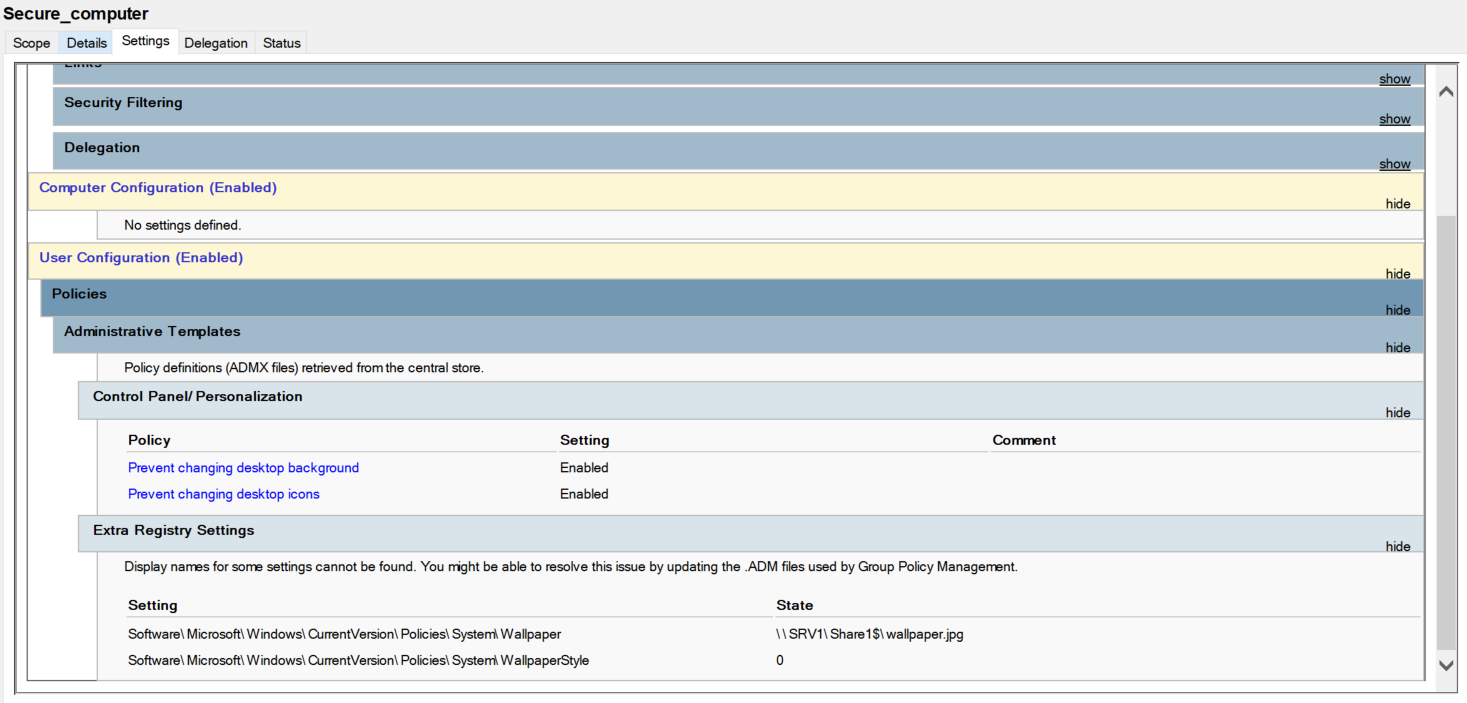 Secure_computer
Scope Details Settings Delegation Status
Links
show
Security Filtering
show
Delegation
show
Computer Configuration (Enabled)
hide
No settings defined.
User Configuration (Enabled)
hide
Policies
hide
Administrative Templates
hide
Policy definitions (ADMX files) retrieved from the central store.
Control Panel/Personalization
hide
Policy Setting Comment
Prevent changing desktop background Enabled
Prevent changing desktop icons Enabled
Extra Registry Settings
hide
Display names for some settings cannot be found. You might be able to resolve this issue by updating the .ADM files used by Group Policy Management.
Setting State
Software\Microsoft\Windows\CurrentVersion\Policies\System\Wallpaper \\SRV1\Share1$\wallpaper.jpg
Software\Microsoft\Windows\CurrentVersion\Policies\System\WallpaperStyle 0